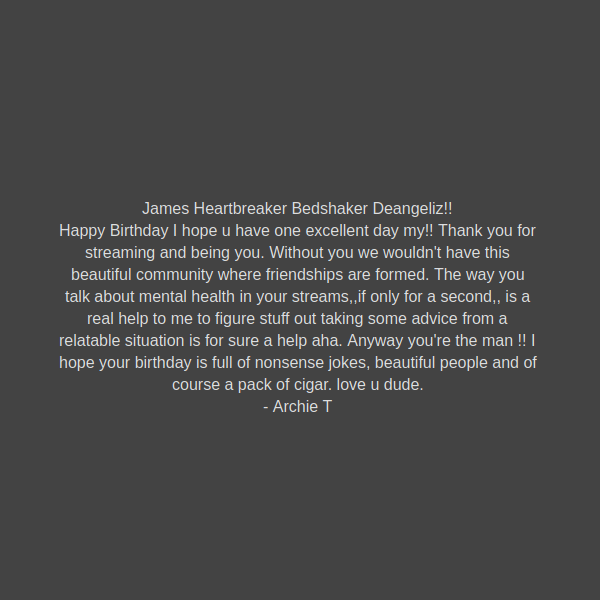 James Heartbreaker Bedshaker Deangeliz!!
Happy Birthday I hope u have one excellent day my!! Thank you for
streaming and being you. Without you we wouldn't have this
beautiful community where friendships are formed. The way you
talk about mental health in your streams,,if only for a second,, is a
real help to me to figure stuff out taking some advice from a
relatable situation is for sure a help aha. Anyway you're the man !! I
hope your birthday is full of nonsense jokes, beautiful people and of
course a pack of cigar. love u dude.
- Archie T